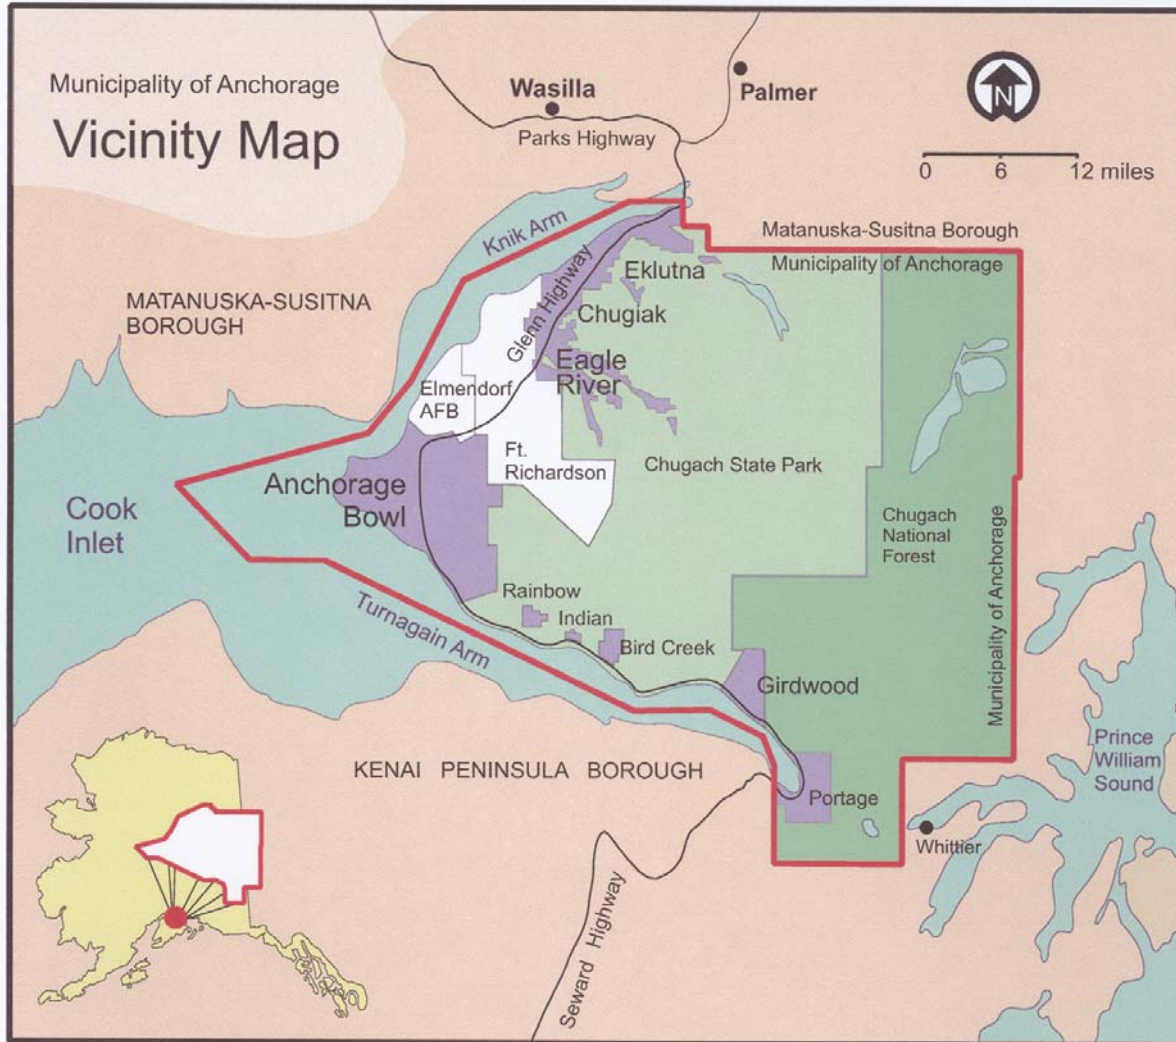 Municipality of Anchorage
Vicinity Map
Wasilla
Palmer
Parks Highway
N
0 6 12 miles
Knik Arm
Matanuska-Susitna Borough
Municipality of Anchorage
Eklutna
MATANUSKA-SUSITNA
BOROUGH
Glenn Highway
Chugiak
Eagle
River
Elmendorf
AFB
Ft.
Richardson
Chugach State Park
Anchorage
Bowl
Cook
Inlet
Chugach
National
Forest
Municipality of Anchorage
Rainbow
Indian
Bird Creek
Turnagain Arm
Girdwood
Prince
William
Sound
KENAI PENINSULA BOROUGH
Portage
Whittier
Seward Highway